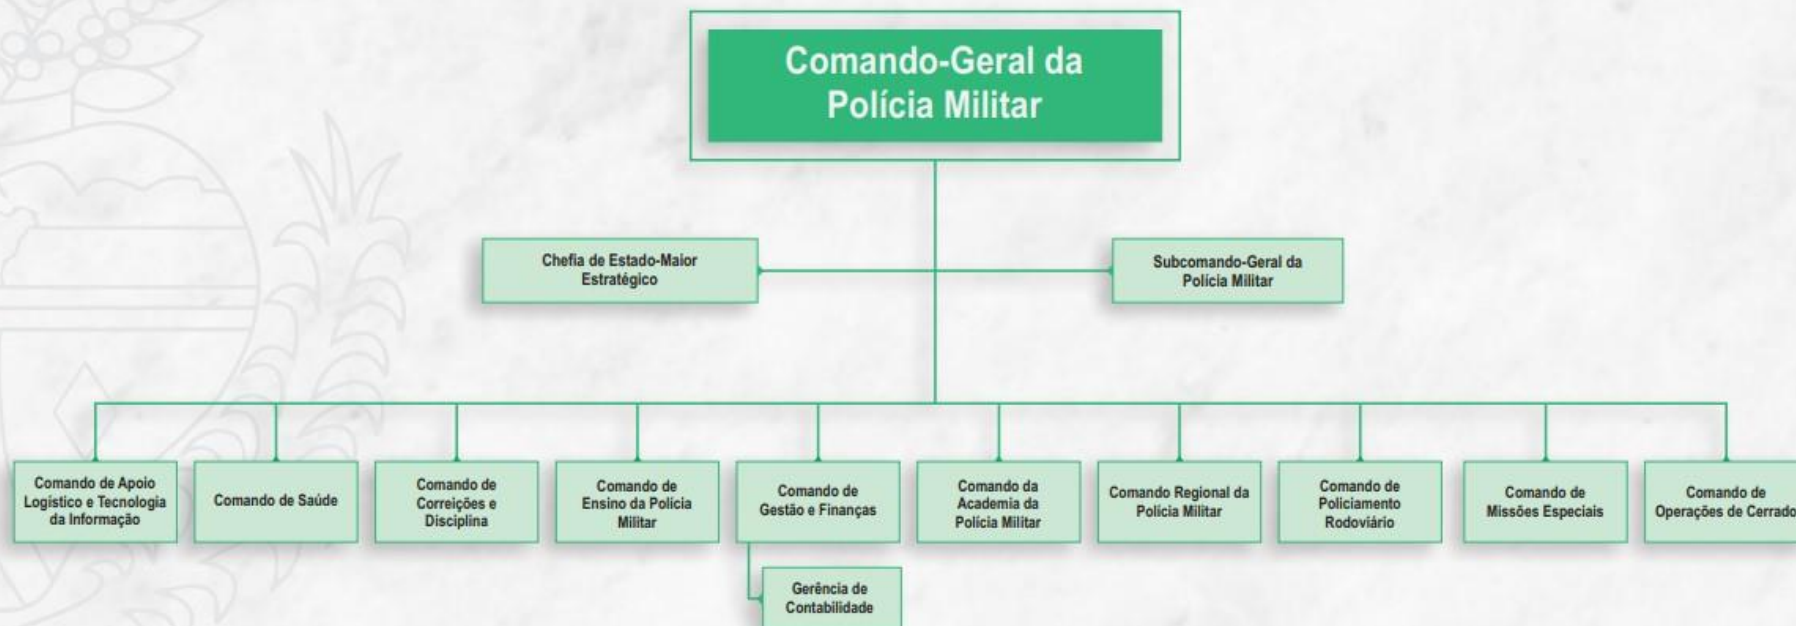 Comando-Geral da
Polícia Militar
Chefia de Estado-Maior
Estratégico
Subcomando-Geral da
Polícia Militar
Comando de Apoio
Logístico e Tecnologia
da Informação
Comando de Saúde
Comando de
Correições e
Disciplina
Comando de
Ensino da Polícia
Militar
Comando de
Gestão e Finanças
Comando da
Academia da
Polícia Militar
Comando Regional da
Polícia Militar
Comando de
Policiamento
Rodoviário
Comando de
Missões Especiais
Comando de
Operações de Cerrado
Gerência de
Contabilidade